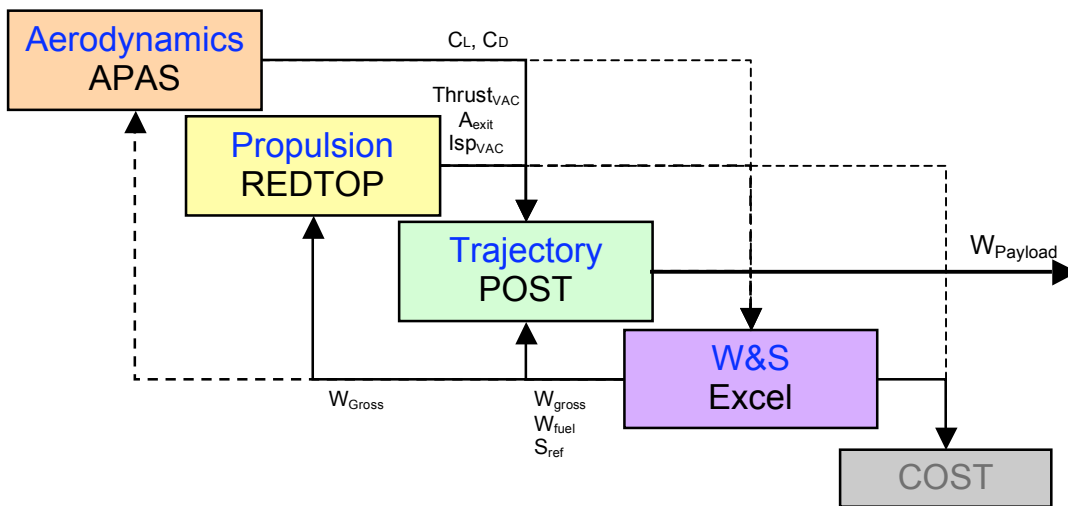 Aerodynamics
APAS
CL, CD
ThrustVAC
Aexit
IspVAC
Propulsion
REDTOP
Trajectory
POST
WPayload
W&S
Excel
WGross
Wgross
Wfuel
Sref
COST